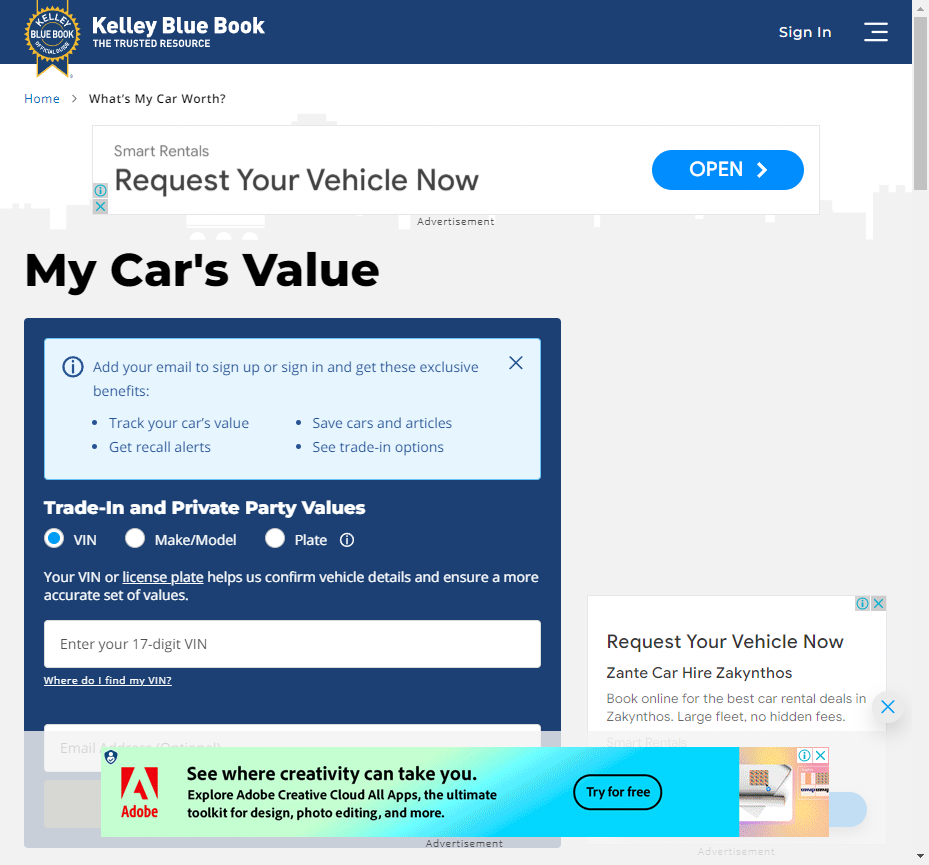 KELLEY
BLUE BOOK
OFFICIAL GUIDE
Kelley Blue Book
THE TRUSTED RESOURCE
Sign In
Home > What's My Car Worth?
Smart Rentals
Request Your Vehicle Now
OPEN
Advertisement
My Car's Value
Add your email to sign up or sign in and get these exclusive
benefits:
• Track your car's value
• Save cars and articles
• Get recall alerts
• See trade-in options
Trade-In and Private Party Values
VIN
Make/Model
Plate
Your VIN or license plate helps us confirm vehicle details and ensure a more
accurate set of values.
Enter your 17-digit VIN
Where do I find my VIN?
Email Address (Optional)
Request Your Vehicle Now
Zante Car Hire Zakynthos
Book online for the best car rental deals in
Zakynthos. Large fleet, no hidden fees.
Smart Rentals
Adobe
See where creativity can take you.
Explore Adobe Creative Cloud All Apps, the ultimate
toolkit for design, photo editing, and more.
Try for free
Advertisement
Advertisement